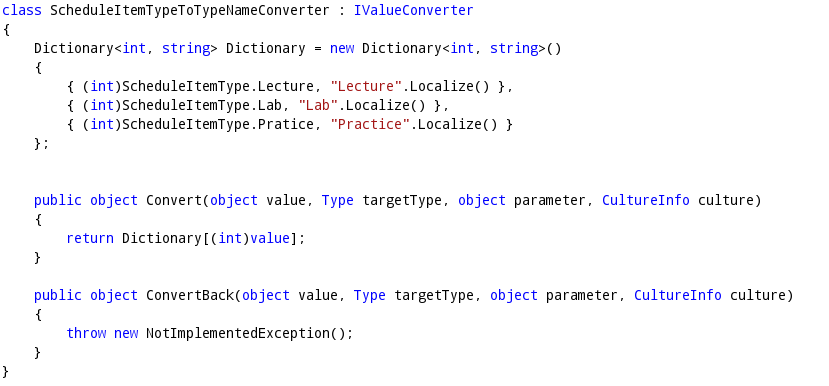 class ScheduleItemTypeToTypeNameConverter : IValueConverter
{
    Dictionary<int, string> Dictionary = new Dictionary<int, string>()
    {
        { (int)ScheduleItemType.Lecture, "Lecture".Localize() },
        { (int)ScheduleItemType.Lab, "Lab".Localize() },
        { (int)ScheduleItemType.Pratice, "Practice".Localize() }
    };
    public object Convert(object value, Type targetType, object parameter, CultureInfo culture)
    {
        return Dictionary[(int)value];
    }
    public object ConvertBack(object value, Type targetType, object parameter, CultureInfo culture)
    {
        throw new NotImplementedException();
    }
}